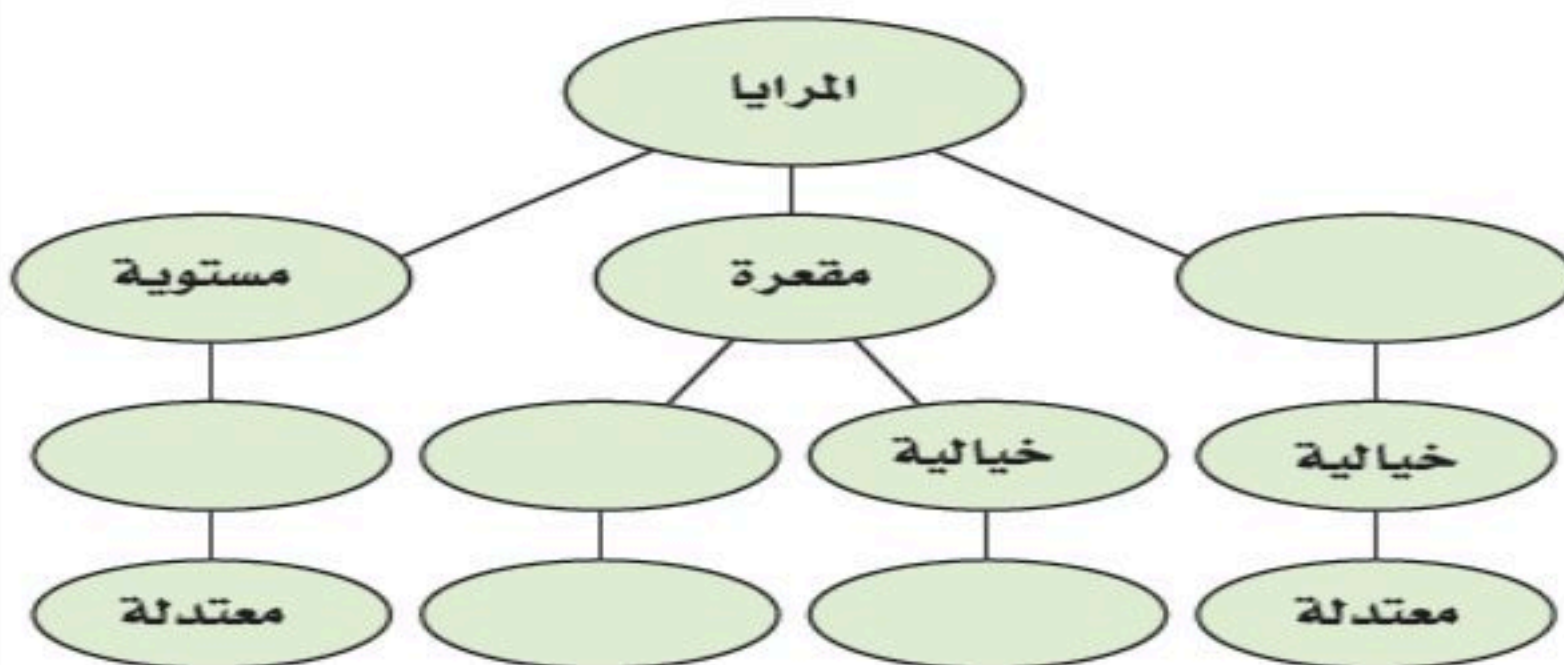 المرايا
مقعرة
مستوية
خيالية
خيالية
معتدلة
معتدلة